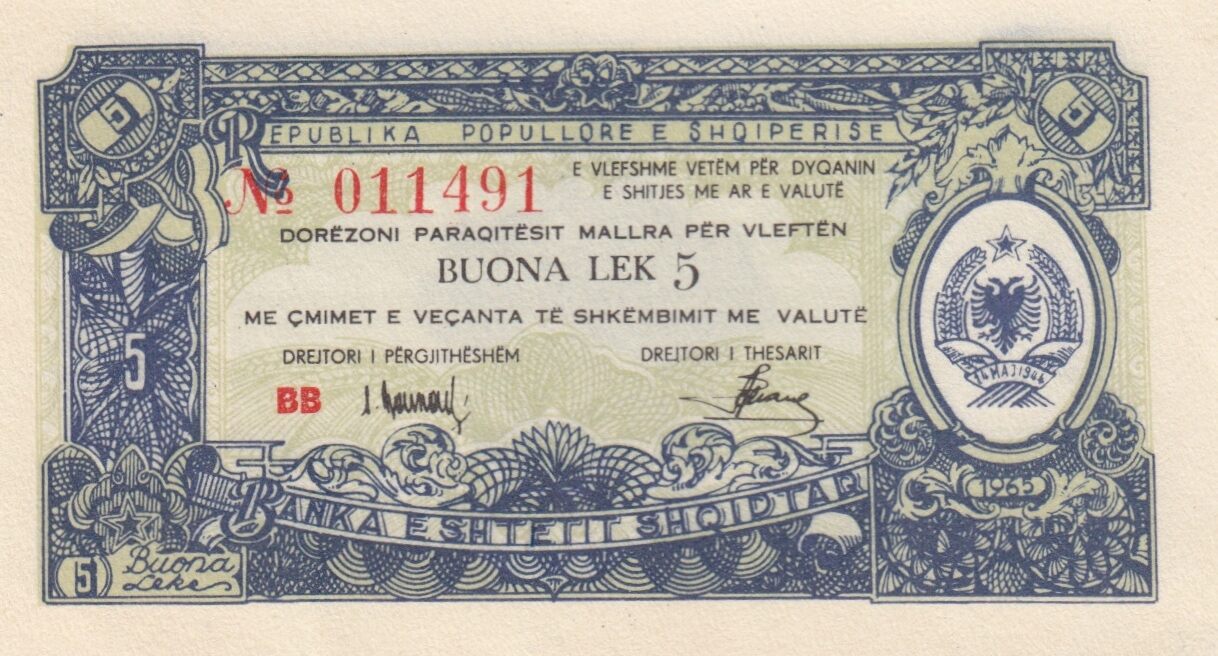 5
5
REPUBLIKA POPULLORE E SHQIPERISE
№ 011491
E VLEFSHME VETËM PËR DYQANIN
E SHITJES ME AR E VALUTË
DORËZONI PARAQITËSIT MALLRA PËR VLEFTËN
BUONA LEK 5
ME ÇMIMET E VEÇANTA TË SHKËMBIMIT ME VALUTË
DREJTORI I PËRGJITHËSHËM
DREJTORI I THESARIT
BB
5
24 MAJ 1944
1965
BANKA E SHTETIT SHQIPTAR
5 Buona
Leke